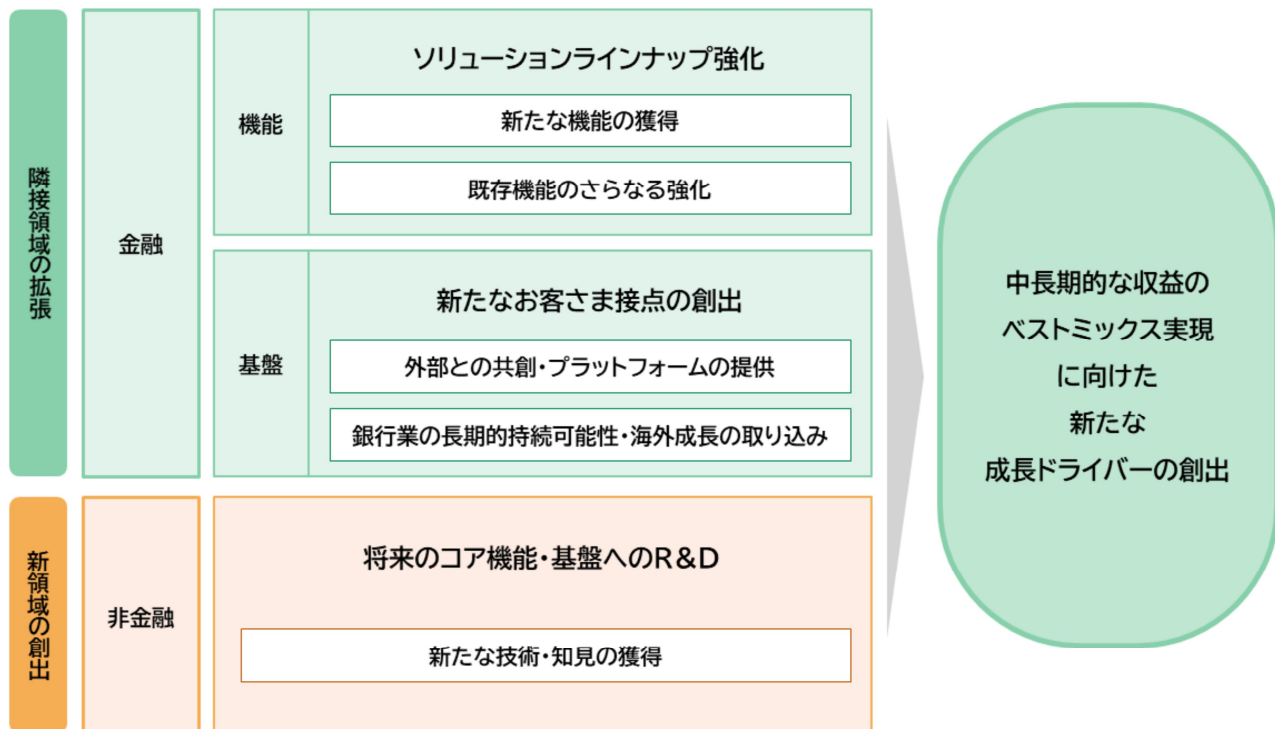 隣接領域の拡張
金融
機能
ソリューションラインナップ強化
新たな機能の獲得
既存機能のさらなる強化
基盤
新たなお客さま接点の創出
外部との共創・プラットフォームの提供
銀行業の長期的持続可能性・海外成長の取り込み
新領域の創出
非金融
将来のコア機能・基盤へのR&D
新たな技術・知見の獲得
中長期的な収益の
ベストミックス実現
に向けた
新たな
成長ドライバーの創出